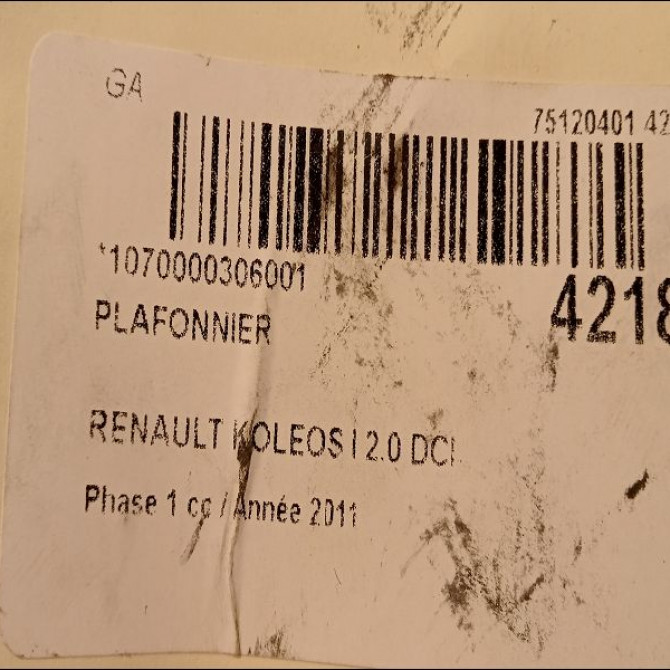 GA
75120401 42
*1070000306001
4218
PLAFONNIER
RENAULT KOLEOS I 2.0 DCI
Phase 1 cc / Année 2011